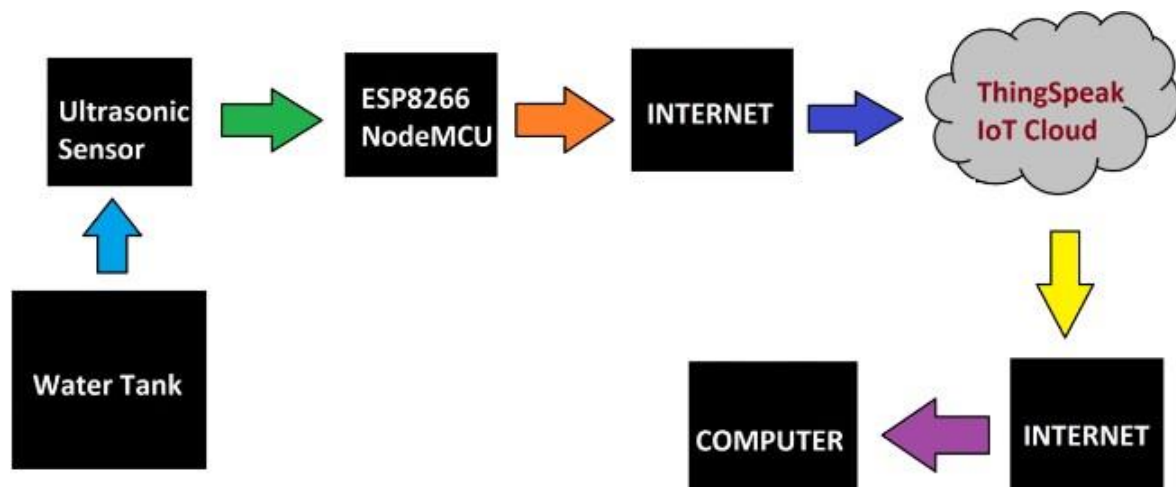 Ultrasonic
Sensor
ESP8266
NodeMCU
INTERNET
ThingSpeak
IoT Cloud
Water Tank
COMPUTER
INTERNET